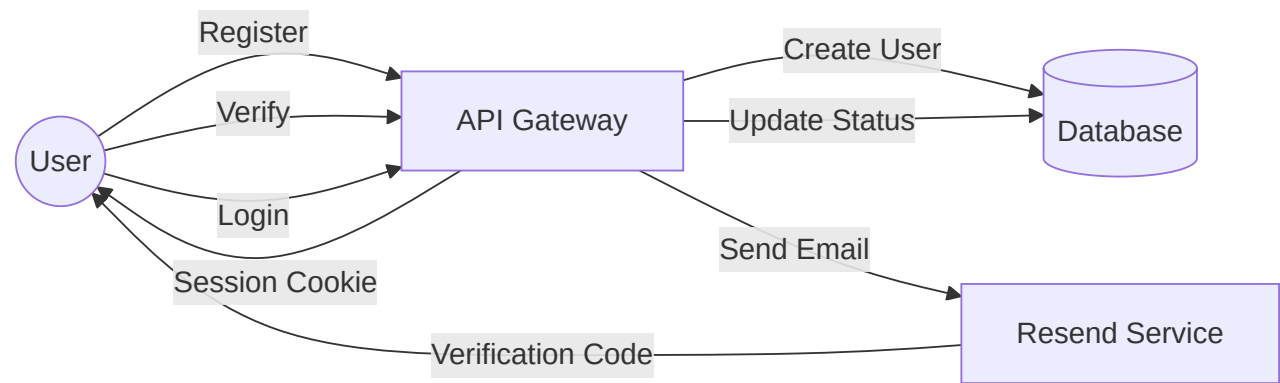 Register
Create User
Verify
API Gateway
Update Status
Database
User
Login
Send Email
Session Cookie
Resend Service
Verification Code